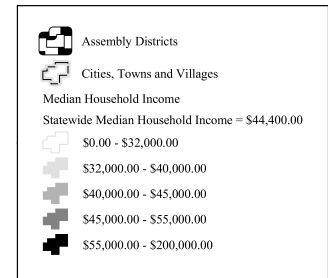 Assembly Districts
Cities, Towns and Villages
Median Household Income
Statewide Median Household Income = $44,400.00
$0.00 - $32,000.00
$32,000.00 - $40,000.00
$40,000.00 - $45,000.00
$45,000.00 - $55,000.00
$55,000.00 - $200,000.00